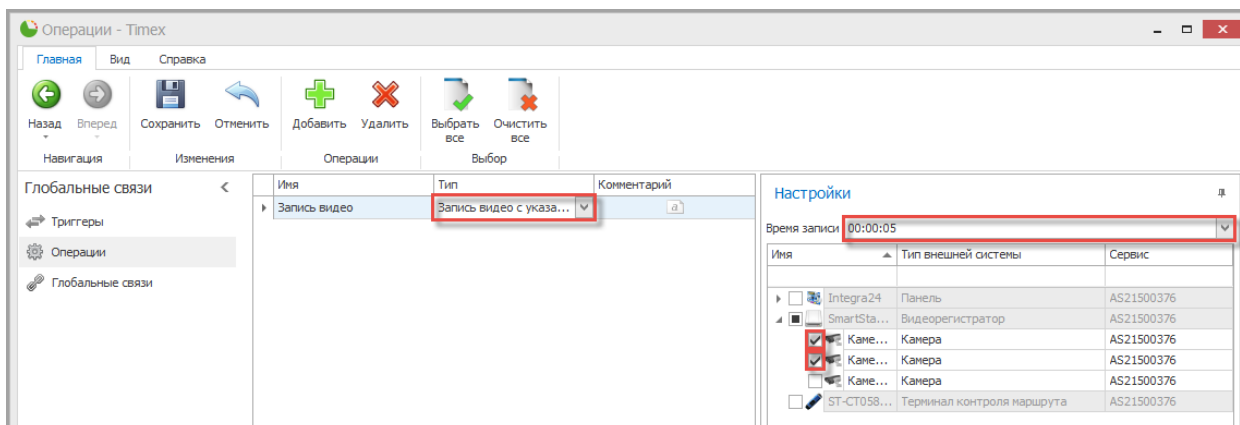 Операции - Timex
Главная Вид Справка
Назад Вперед Сохранить Отменить Добавить Удалить Выбрать все Очистить все
Навигация Изменения Операции Выбор
Глобальные связи
Триггеры
Операции
Глобальные связи
Имя Тип Комментарий
Запись видео Запись видео с указа... a
Настройки
Время записи 00:00:05
Имя Тип внешней системы Сервис
Integra24 Панель AS21500376
SmartSta... Видеорегистратор AS21500376
Каме... Камера AS21500376
Каме... Камера AS21500376
Каме... Камера AS21500376
ST-CT058... Терминал контроля маршрута AS21500376